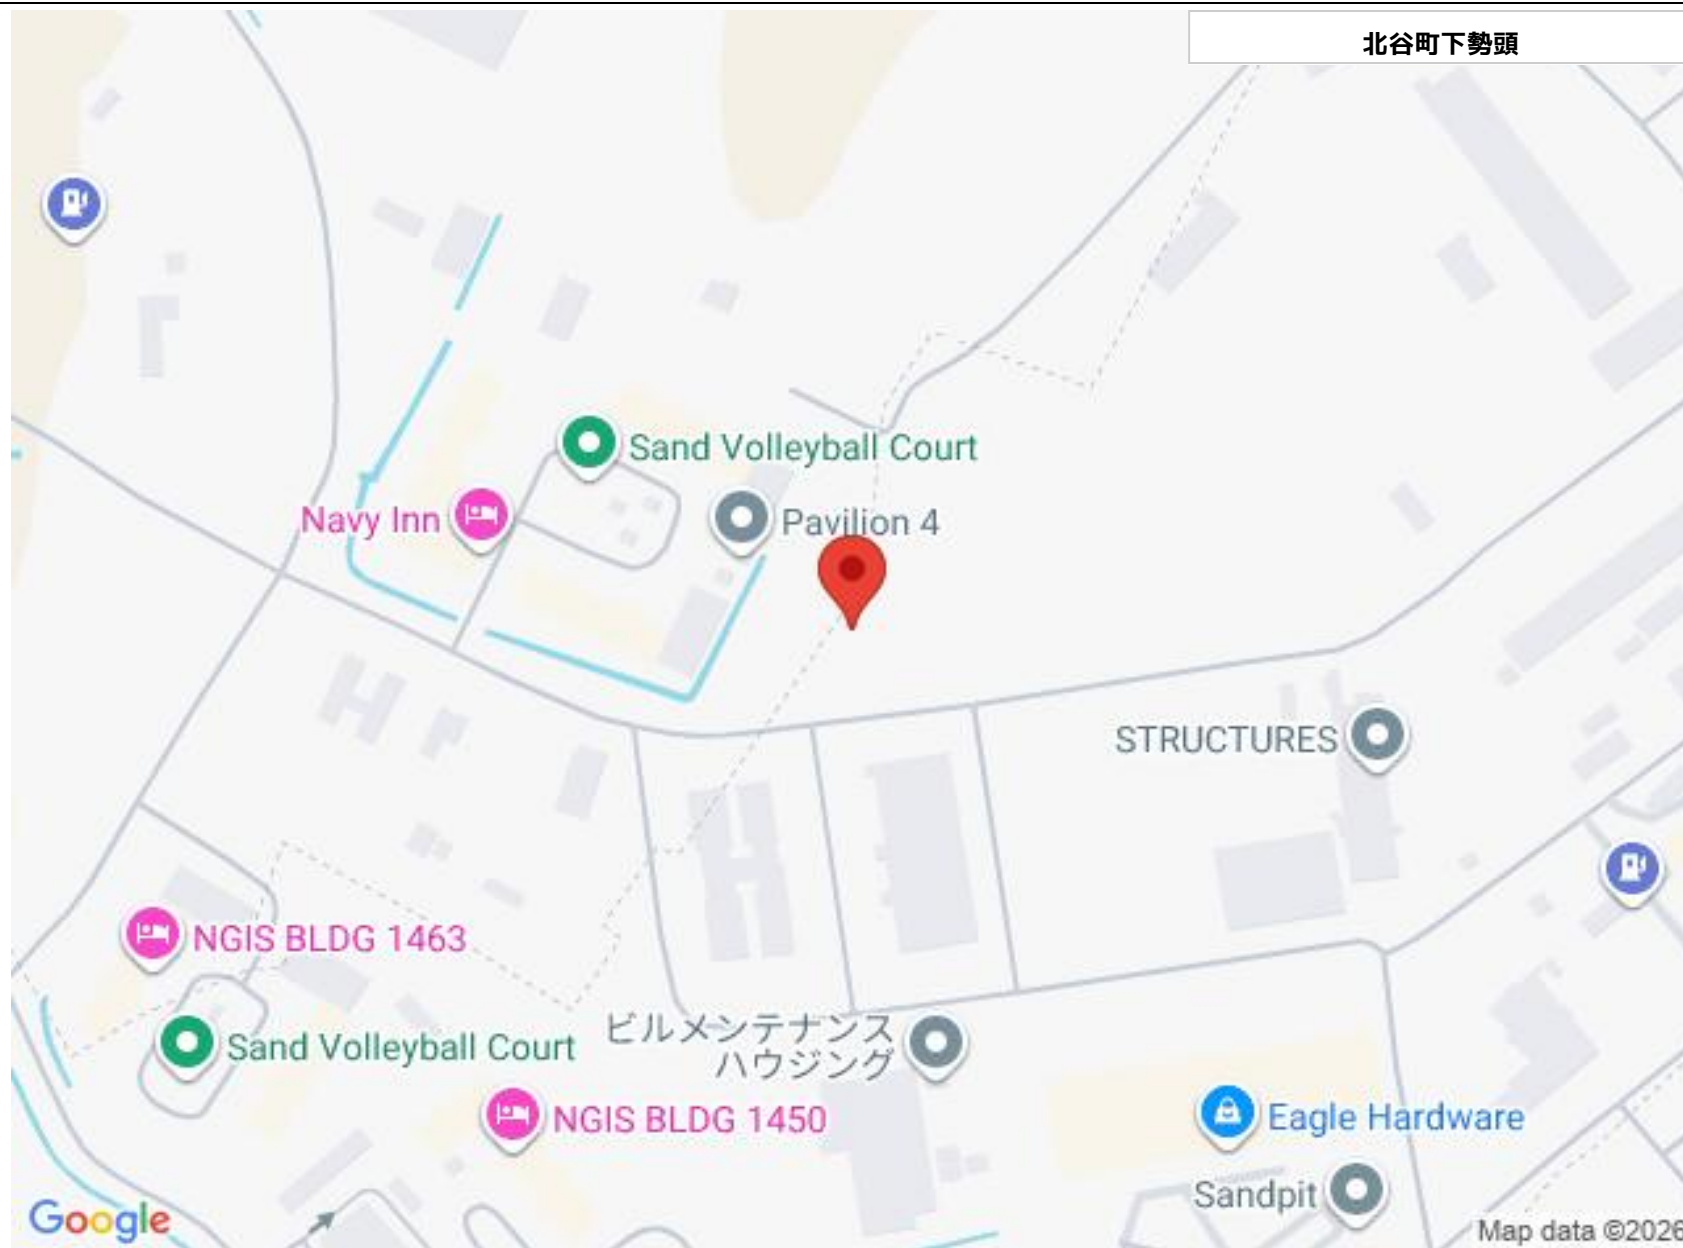 北谷町下勢頭
Sand Volleyball Court
Navy Inn
Pavilion 4
STRUCTURES
NGIS BLDG 1463
ビルメンテナンス
ハウジング
Sand Volleyball Court
NGIS BLDG 1450
Eagle Hardware
Sandpit
Google
Map data ©2026